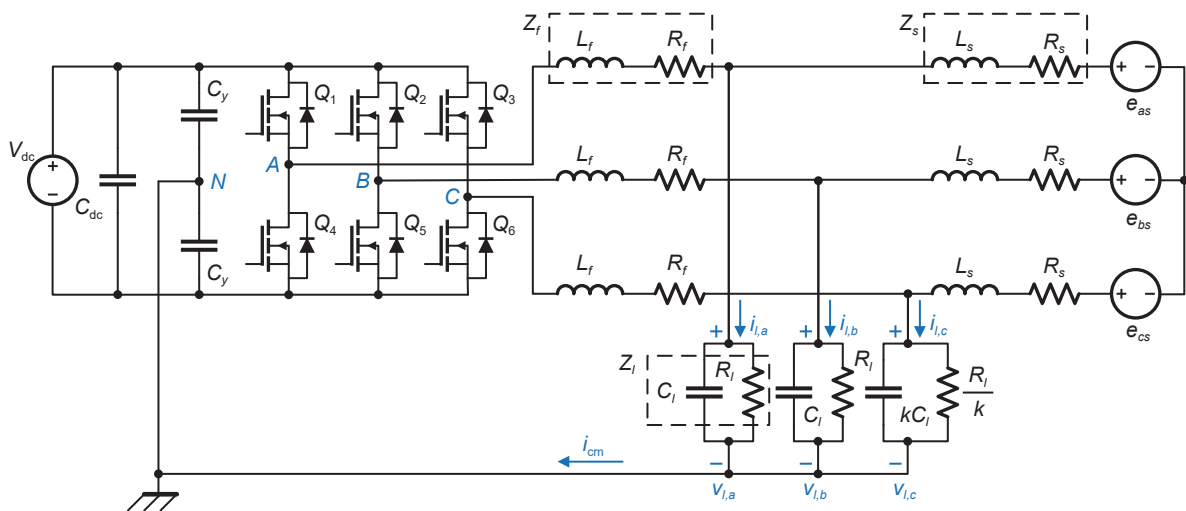 Z_f
L_f
R_f
Z_s
L_s
R_s
e_as
C_y
Q_1
Q_2
Q_3
V_dc
A
N
B
L_f
R_f
L_s
R_s
C_dc
C
e_bs
Q_4
Q_5
Q_6
C_y
L_f
R_f
L_s
R_s
i_l,a
i_l,b
i_l,c
e_cs
Z_l
R_l
C_l
R_l
C_l
kC_l
R_l
k
i_cm
v_l,a
v_l,b
v_l,c